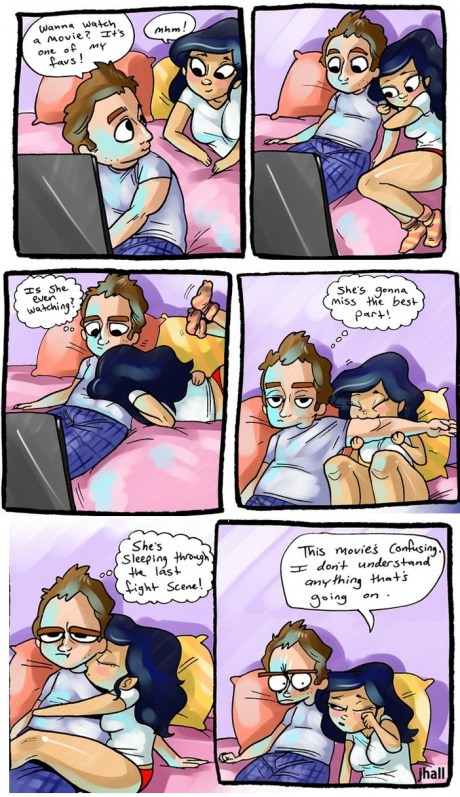 Wanna watch
a movie? It's
one of my
favs!
mhm!
Is she
even
watching?
She's gonna
miss the best
part!
She's
sleeping through
the last
fight scene!
This movie's confusing.
I don't understand
anything that's
going on.
jhall